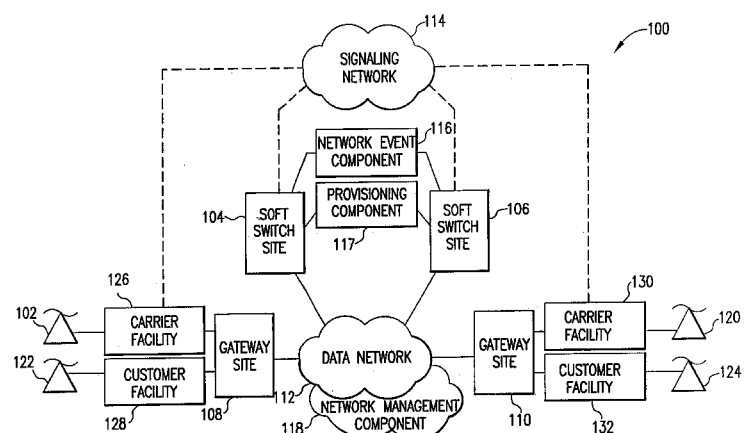 114
100
SIGNALING
NETWORK
116
NETWORK EVENT
COMPONENT
PROVISIONING
COMPONENT
117
104
SOFT
SWITCH
SITE
SOFT
SWITCH
SITE
106
126
130
102
CARRIER
FACILITY
CARRIER
FACILITY
120
122
CUSTOMER
FACILITY
GATEWAY
SITE
DATA NETWORK
GATEWAY
SITE
CUSTOMER
FACILITY
124
128
108
112
NETWORK MANAGEMENT
COMPONENT
118
110
132